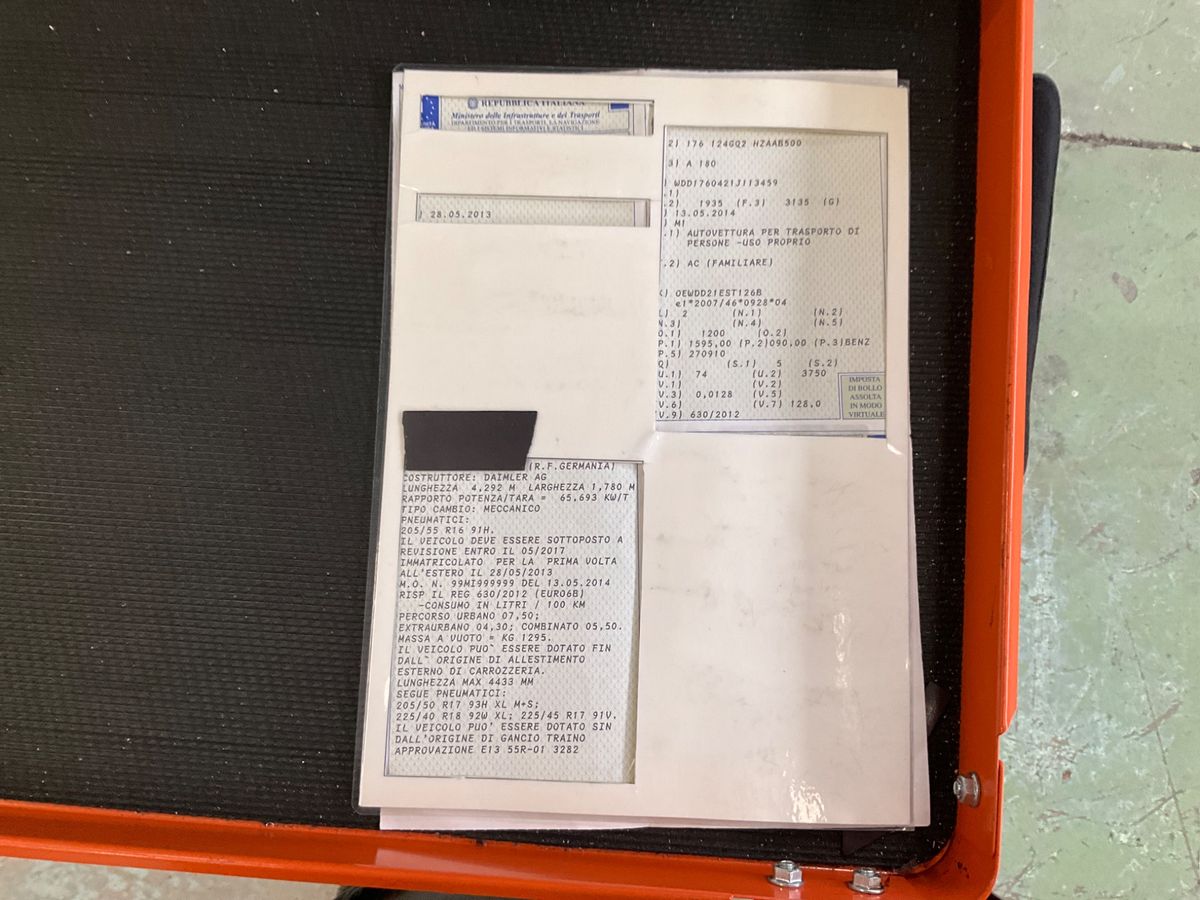 REPUBBLICA ITALIANA
Ministero delle Infrastrutture e dei Trasporti
DIPARTIMENTO PER I TRASPORTI, LA NAVIGAZIONE
ED I SISTEMI INFORMATIVI E STATISTICI
) 28.05.2013
(R.F.GERMANIA)
COSTRUTTORE: DAIMLER AG
LUNGHEZZA 4,292 M LARGHEZZA 1,780 M
RAPPORTO POTENZA/TARA = 65,693 KW/T
TIPO CAMBIO: MECCANICO
PNEUMATICI:
205/55 R16 91H.
IL VEICOLO DEVE ESSERE SOTTOPOSTO A
REVISIONE ENTRO IL 05/2017
IMMATRICOLATO PER LA PRIMA VOLTA
ALL'ESTERO IL 28/05/2013
M.O. N. 99MI999999 DEL 13.05.2014
RISP IL REG 630/2012 (EURO6B)
-CONSUMO IN LITRI / 100 KM
PERCORSO URBANO 07,50;
EXTRAURBANO 04,30; COMBINATO 05,50.
MASSA A VUOTO = KG 1295.
IL VEICOLO PUO` ESSERE DOTATO FIN
DALL` ORIGINE DI ALLESTIMENTO
ESTERNO DI CARROZZERIA.
LUNGHEZZA MAX 4433 MM
SEGUE PNEUMATICI:
205/50 R17 93H XL M+S;
225/40 R18 92W XL; 225/45 R17 91V.
IL VEICOLO PUO' ESSERE DOTATO SIN
DALL'ORIGINE DI GANCIO TRAINO
APPROVAZIONE E13 55R-01 3282
2) 176 124GQ2 HZAAB500
3) A 180
) WDD1760421J113459
.1)
.2) 1935 (F.3) 3135 (G)
) 13.05.2014
) M1
.1) AUTOVETTURA PER TRASPORTO DI
PERSONE -USO PROPRIO
.2) AC (FAMILIARE)
K) OEWDD21EST126B
e1*2007/46*0928*04
L) 2 (N.1) (N.2)
N.3) (N.4) (N.5)
O.1) 1200 (O.2)
P.1) 1595,00 (P.2)090,00 (P.3)BENZ
P.5) 270910
Q) (S.1) 5 (S.2)
U.1) 74 (U.2) 3750
V.1) (V.2)
V.3) 0,0128 (V.5)
V.6) (V.7) 128,0
V.9) 630/2012
IMPOSTA
DI BOLLO
ASSOLTA
IN MODO
VIRTUALE